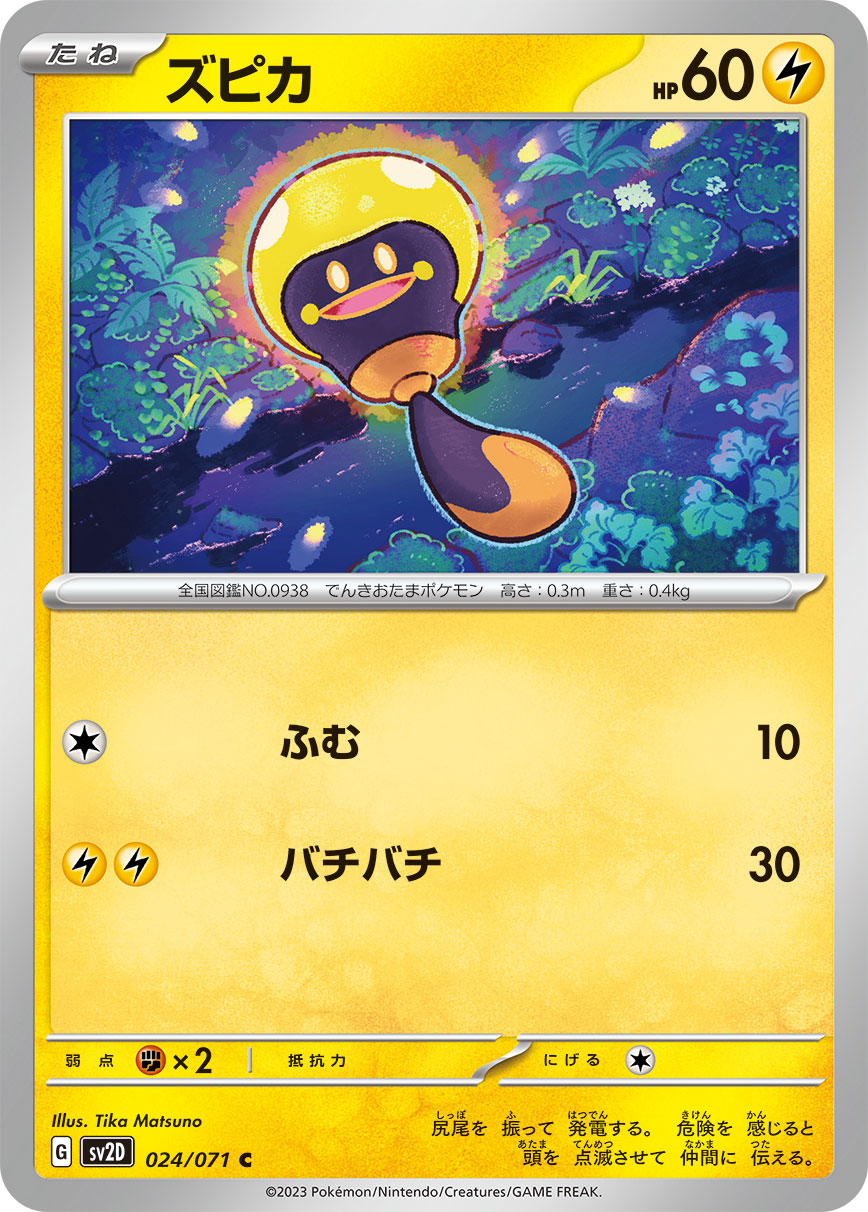 たね
ズピカ
HP60
全国図鑑NO.0938 でんきおたまポケモン 高さ:0.3m 重さ:0.4kg
ふむ 10
バチバチ 30
弱点 ×2 抵抗力 にげる
Illus. Tika Matsuno
尻尾を 振って 発電する。 危険を 感じると
頭を 点滅させて 仲間に 伝える。
しっぽ ふ はつでん きけん かん
あたま てんめつ なかま つた
G sv2D 024/071 C
©2023 Pokémon/Nintendo/Creatures/GAME FREAK.